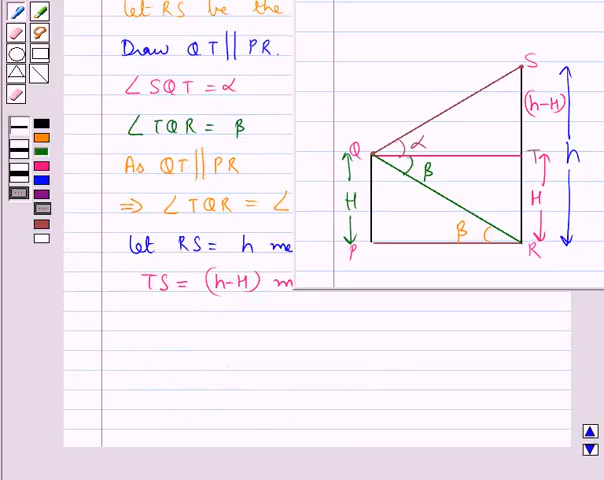 let RS be the
Draw QT || PR.
∠SQT = α
∠TQR = β
As QT || PR
⇒ ∠TQR = ∠
let RS = h me
TS = (h-H) m
S
(h-H)
Q
α
T
h
β
H
H
β
P
R